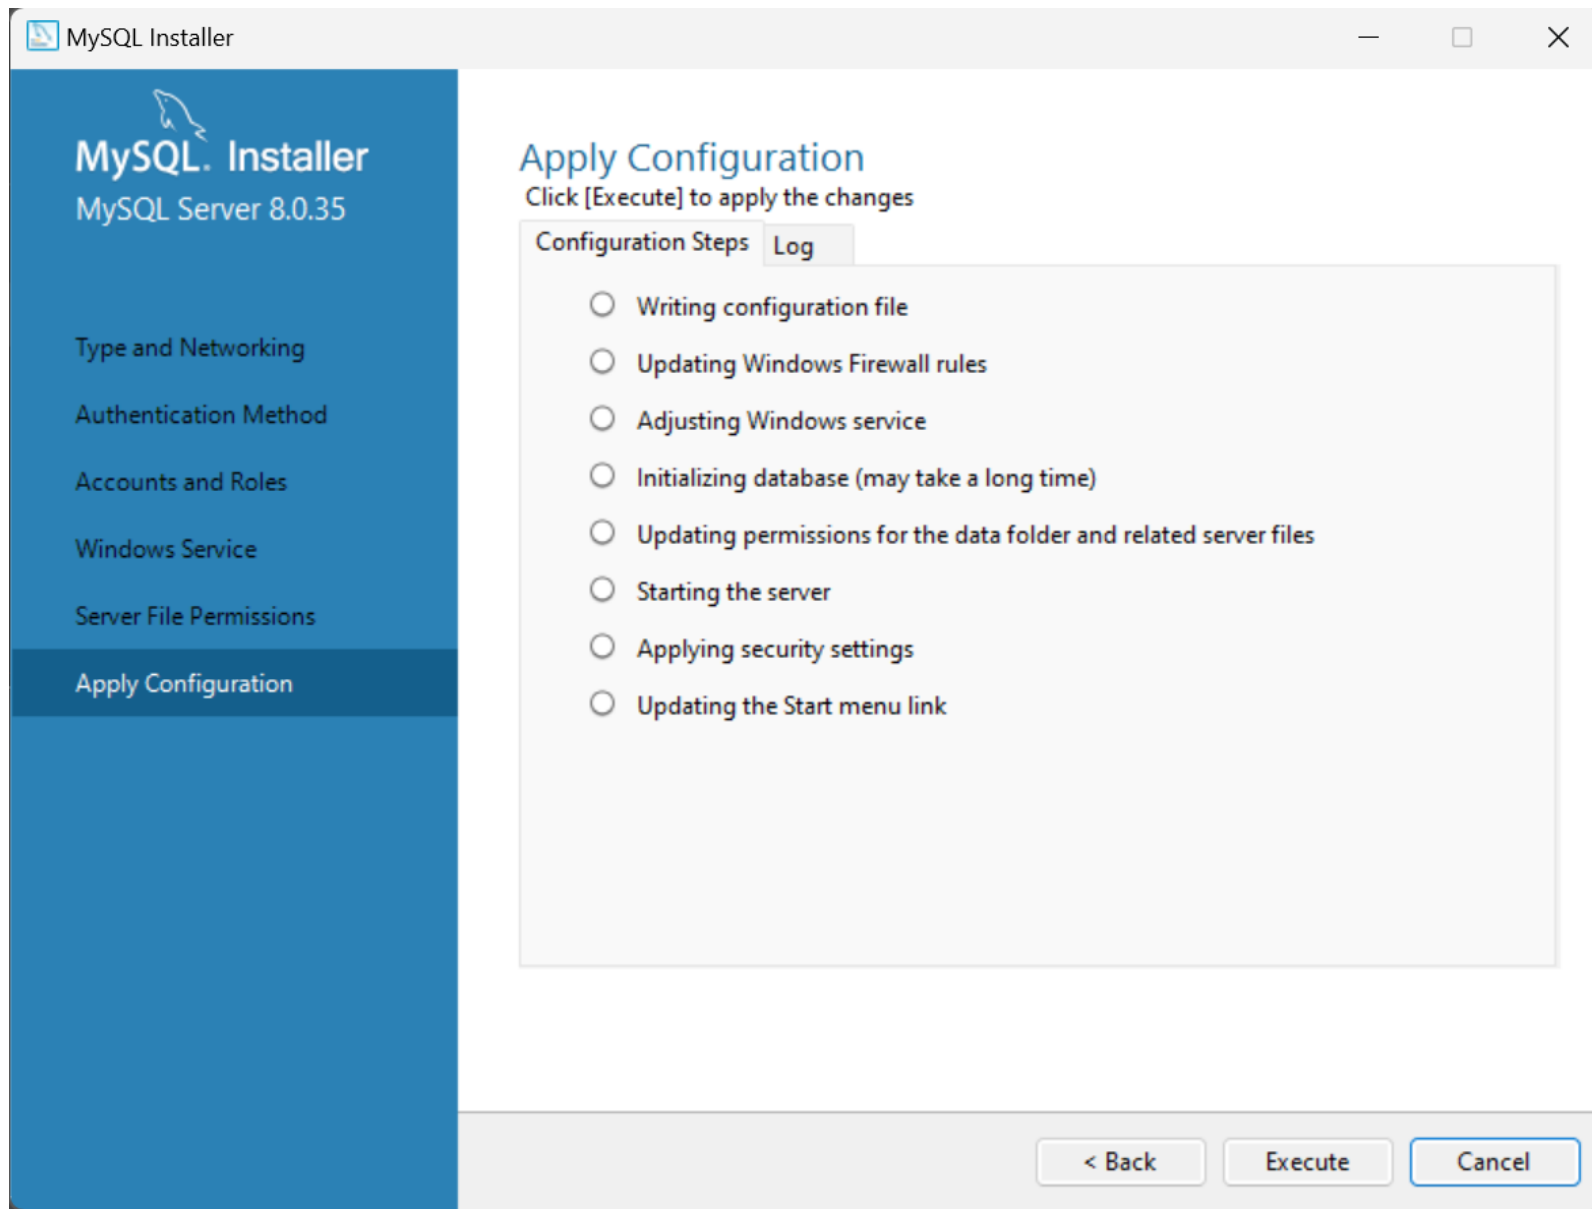 MySQL Installer
MySQL. Installer
MySQL Server 8.0.35
Type and Networking
Authentication Method
Accounts and Roles
Windows Service
Server File Permissions
Apply Configuration
Apply Configuration
Click [Execute] to apply the changes
Configuration Steps
Log
Writing configuration file
Updating Windows Firewall rules
Adjusting Windows service
Initializing database (may take a long time)
Updating permissions for the data folder and related server files
Starting the server
Applying security settings
Updating the Start menu link
< Back
Execute
Cancel